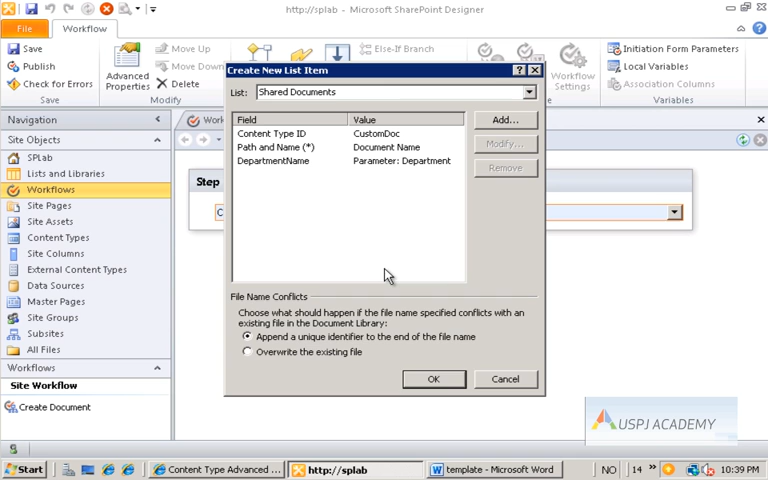 http://splab - Microsoft SharePoint Designer
File
Workflow
Save
Publish
Check for Errors
Save
Advanced
Properties
Move Up
Delete
Modify
Else-If Branch
Workflow
Settings
Initiation Form Parameters
Local Variables
Association Columns
Variables
Navigation
Site Objects
SPLab
Lists and Libraries
Workflows
Site Pages
Site Assets
Content Types
Site Columns
External Content Types
Data Sources
Master Pages
Site Groups
Subsites
All Files
Workflows
Site Workflow
Create Document
Step
Create New List Item
List:
Shared Documents
Field
Value
Content Type ID
CustomDoc
Path and Name (*)
Document Name
DepartmentName
Parameter: Department
Add...
Modify...
Remove
File Name Conflicts
Choose what should happen if the file name specified conflicts with an
existing file in the Document Library:
Append a unique identifier to the end of the file name
Overwrite the existing file
OK
Cancel
USPJ ACADEMY
Start
Content Type Advanced ...
http://splab
template - Microsoft Word
NO
14
10:39 PM